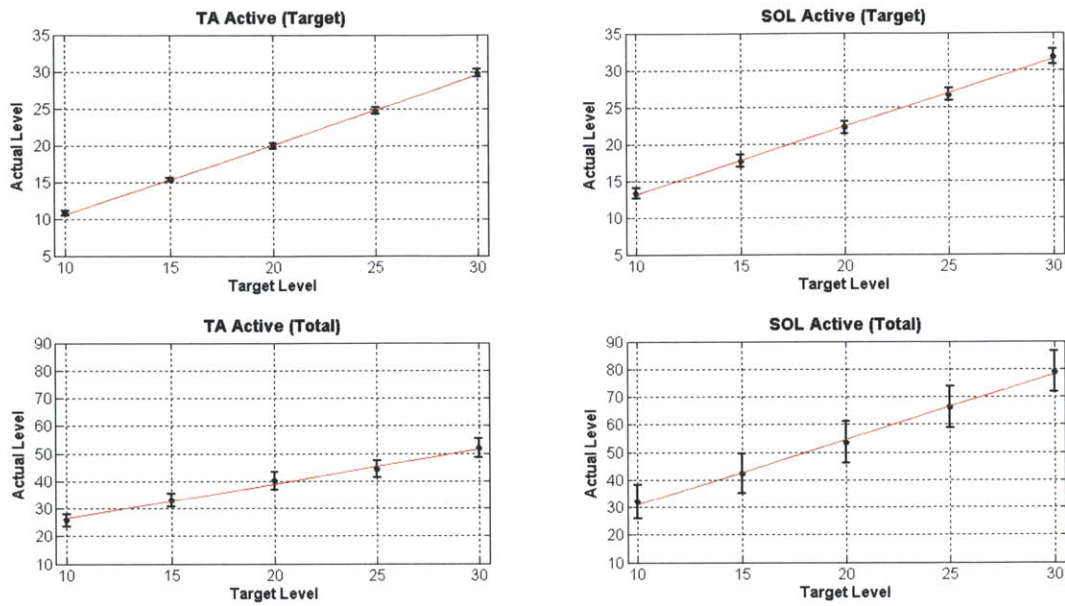 TA Active (Target)
35
30
25
20
15
10
5
Actual Level
10 15 20 25 30
Target Level
SOL Active (Target)
35
30
25
20
15
10
5
Actual Level
10 15 20 25 30
Target Level
TA Active (Total)
90
80
70
60
50
40
30
20
10
Actual Level
10 15 20 25 30
Target Level
SOL Active (Total)
90
80
70
60
50
40
30
20
10
Actual Level
10 15 20 25 30
Target Level